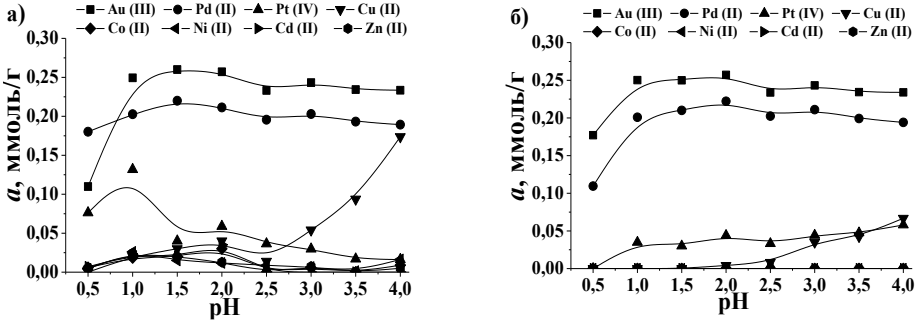 а)
Au (III) Pd (II) Pt (IV) Cu (II)
Co (II) Ni (II) Cd (II) Zn (II)
a, ммоль/г
0,30
0,25
0,20
0,15
0,10
0,05
0,00
0,5 1,0 1,5 2,0 2,5 3,0 3,5 4,0
pH
б)
Au (III) Pd (II) Pt (IV) Cu (II)
Co (II) Ni (II) Cd (II) Zn (II)
a, ммоль/г
0,30
0,25
0,20
0,15
0,10
0,05
0,00
0,5 1,0 1,5 2,0 2,5 3,0 3,5 4,0
pH